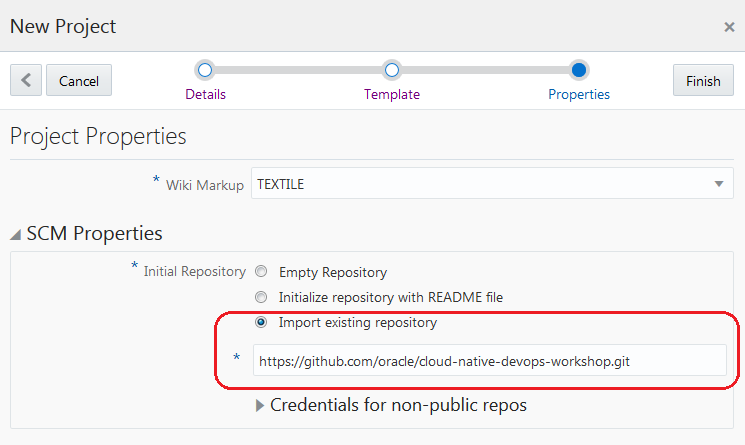 New Project
×
Cancel
Finish
Details
Template
Properties
Project Properties
* Wiki Markup
TEXTILE
SCM Properties
* Initial Repository
Empty Repository
Initialize repository with README file
Import existing repository
* https://github.com/oracle/cloud-native-devops-workshop.git
Credentials for non-public repos